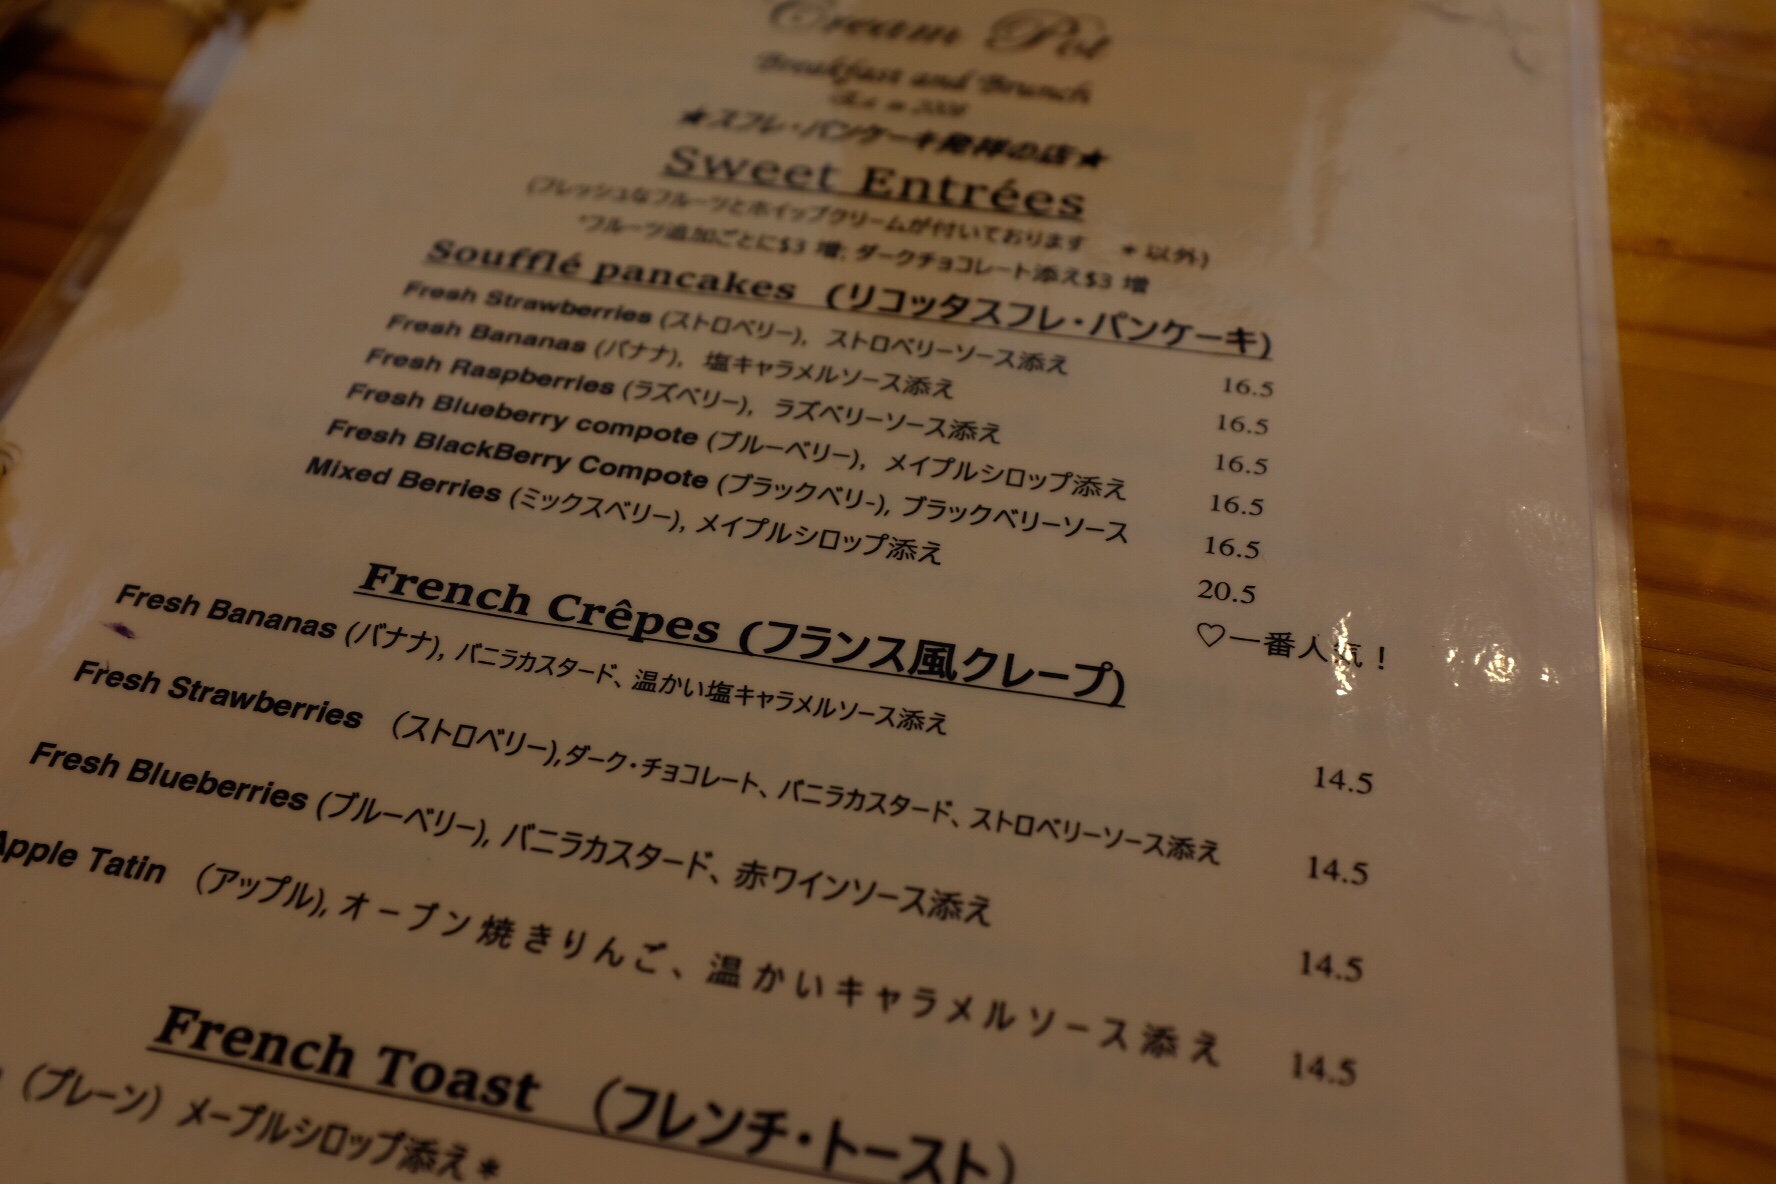 Cream Pot
Breakfast and Brunch
Est in 2008
★スフレ・パンケーキ発祥の店★
Sweet Entrées
(フレッシュなフルーツとホイップクリームが付いております *以外)
*フルーツ追加ごとに$3 増; ダークチョコレート添え$3 増
Soufflé pancakes (リコッタスフレ・パンケーキ)
Fresh Strawberries (ストロベリー), ストロベリーソース添え 16.5
Fresh Bananas (バナナ), 塩キャラメルソース添え 16.5
Fresh Raspberries (ラズベリー), ラズベリーソース添え 16.5
Fresh Blueberry compote (ブルーベリー), メイプルシロップ添え 16.5
Fresh BlackBerry Compote (ブラックベリｰ), ブラックベリーソース 16.5
Mixed Berries (ミックスベリー), メイプルシロップ添え 20.5
♡一番人気！
French Crêpes (フランス風クレープ)
Fresh Bananas (バナナ), バニラカスタード、温かい塩キャラメルソース添え 14.5
Fresh Strawberries (ストロベリー),ダーク・チョコレート、バニラカスタード、ストロベリーソース添え 14.5
Fresh Blueberries (ブルーベリー), バニラカスタード、赤ワインソース添え 14.5
Apple Tatin (アップル), オーブン焼きりんご、温かいキャラメルソース添え 14.5
French Toast (フレンチ・トースト)
(プレーン) メープルシロップ添え*